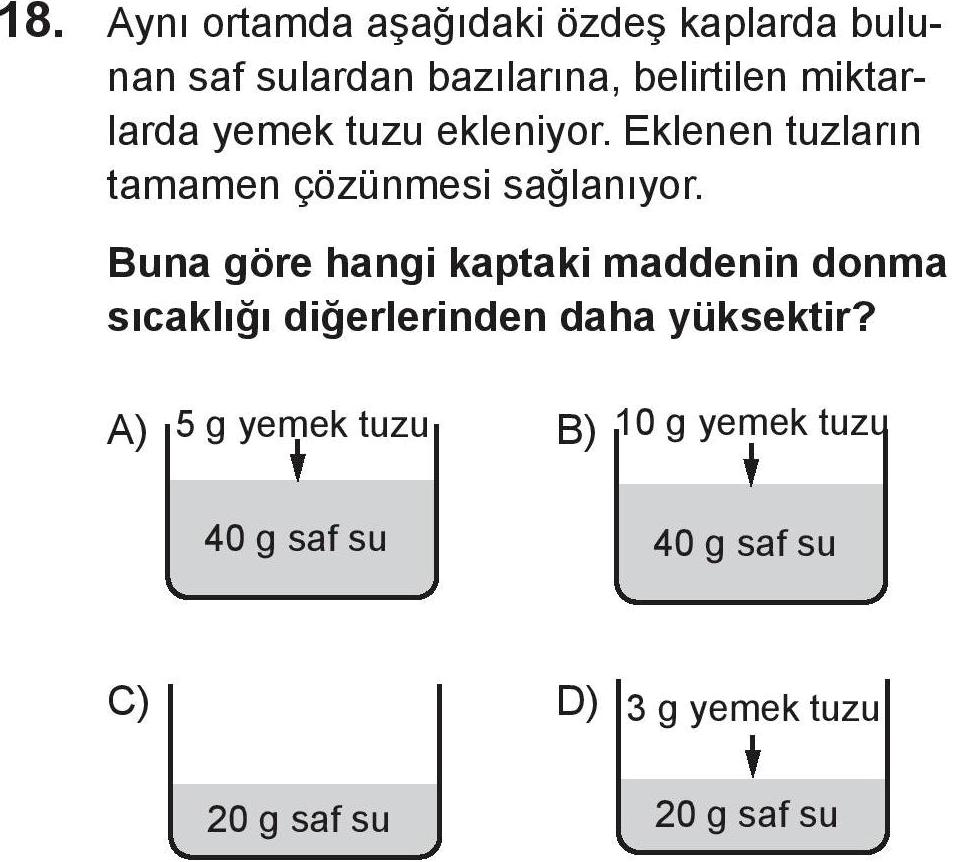 18. Aynı ortamda aşağıdaki özdeş kaplarda bulu-
nan saf sulardan bazılarına, belirtilen miktar-
larda yemek tuzu ekleniyor. Eklenen tuzların
tamamen çözünmesi sağlanıyor.
Buna göre hangi kaptaki maddenin donma
sıcaklığı diğerlerinden daha yüksektir?
A) 5 g yemek tuzu
40 g saf su
B) 10 g yemek tuzu
40 g saf su
C)
20 g saf su
D) 3 g yemek tuzu
20 g saf su